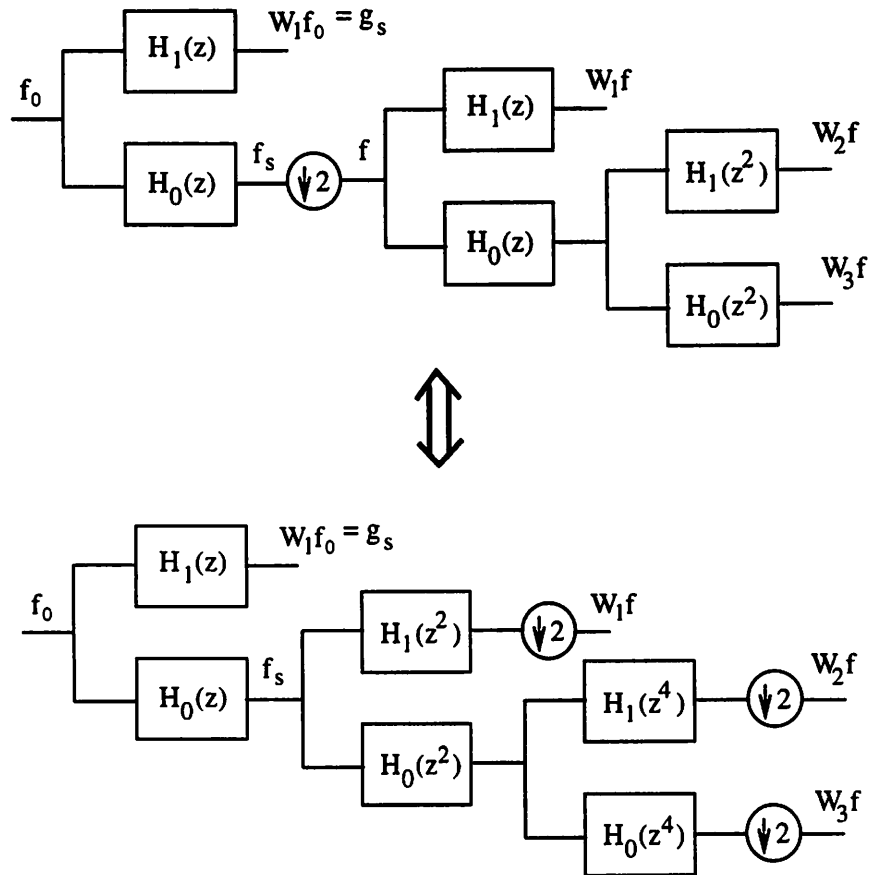 W₁f₀ = gₛ
H₁(z)
f₀
W₁f
H₁(z)
W₂f
fₛ
f
H₁(z²)
H₀(z)
↓2
H₀(z)
W₃f
H₀(z²)
W₁f₀ = gₛ
H₁(z)
f₀
W₁f
H₁(z²)
↓2
W₂f
fₛ
H₁(z⁴)
↓2
H₀(z)
H₀(z²)
W₃f
H₀(z⁴)
↓2